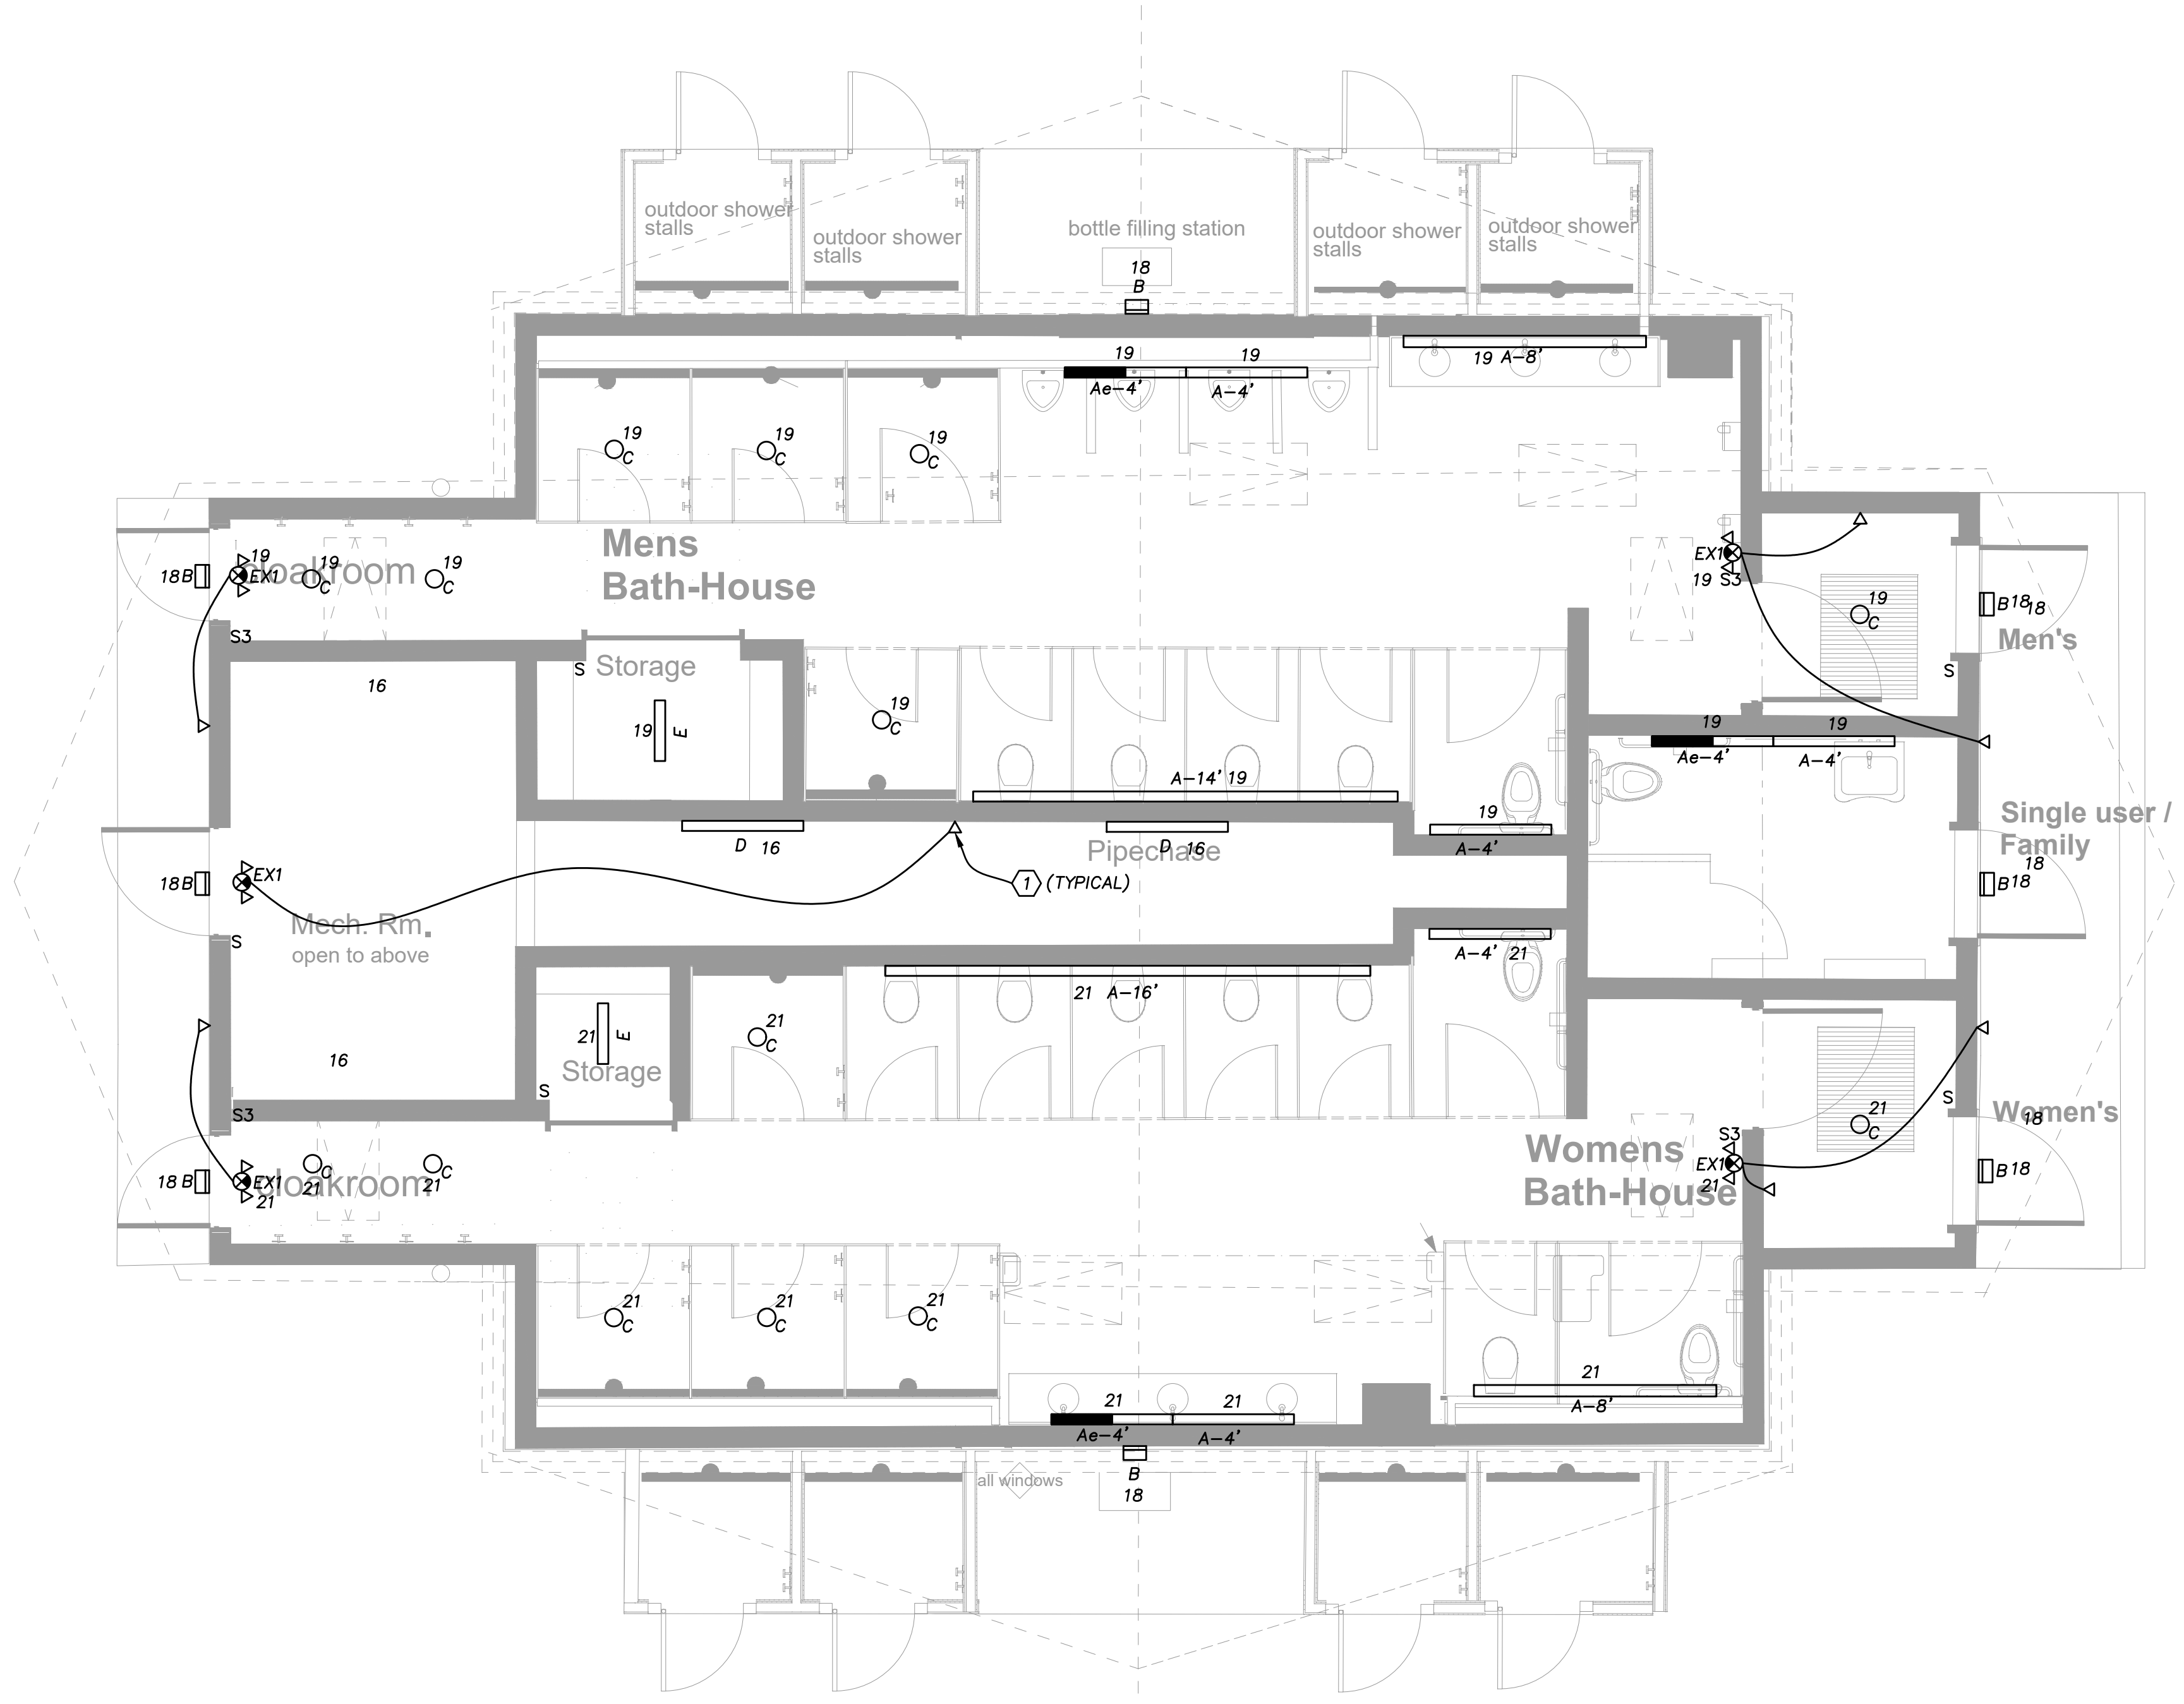 outdoor shower
stalls
outdoor shower
stalls
bottle filling station
outdoor shower
stalls
outdoor shower
stalls
18
B
19
19
Ae-4'
A-4'
19 A-8'
19
C
19
C
19
C
Mens
Bath-House
18B
19
EX1
cloakroom
19
C
19
C
S3
EX1
19 S3
19
C
B18
18
Men's
S
S
Storage
16
19
E
19
C
A-14' 19
19
19
Ae-4'
A-4'
D 16
Pipechase
D 16
19
A-4'
Single user /
Family
18B
EX1
1 (TYPICAL)
18
B18
Mech. Rm.
open to above
S
A-4' 21
21 A-16'
21
E
Storage
S
21
C
16
S3
S
21
C
18
Women's
S3
Womens
Bath-House
EX1
21
B18
18B
EX1
21
cloakroom
C
21
C
21
21
C
21
C
21
C
21
21
Ae-4'
A-4'
21
A-8'
B
18
all windows